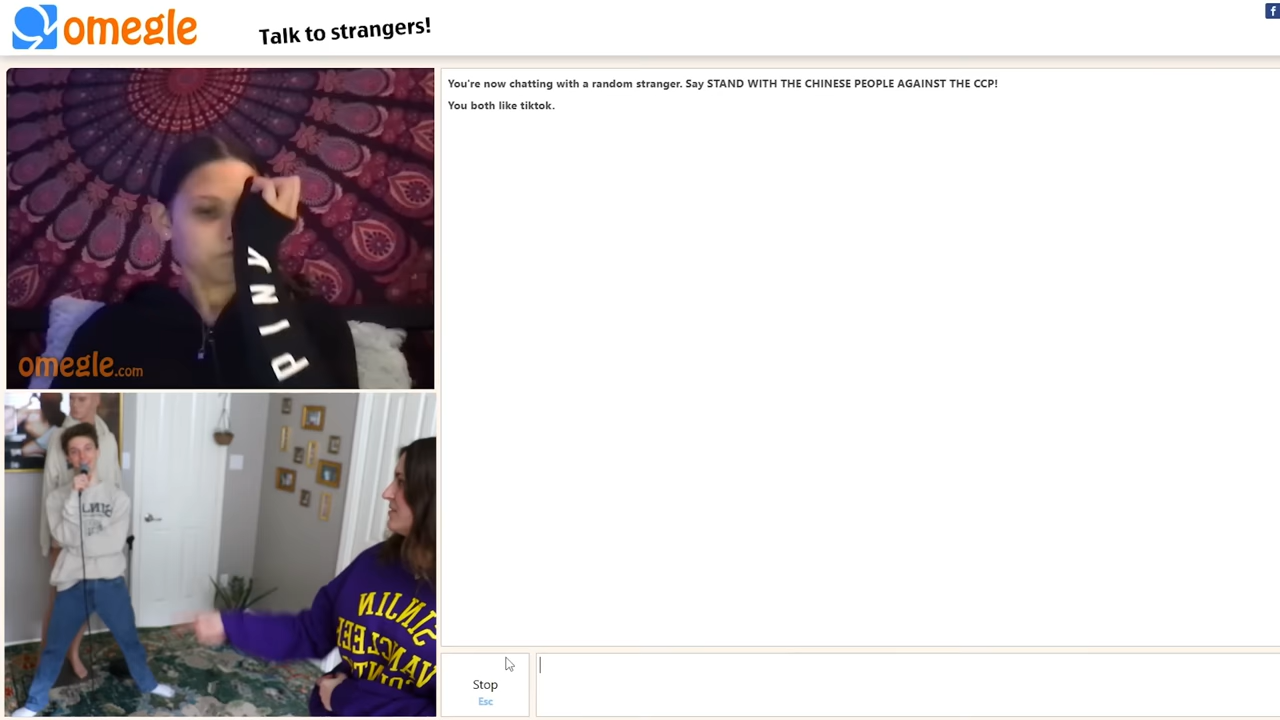 omegle
Talk to strangers!
f
You're now chatting with a random stranger. Say STAND WITH THE CHINESE PEOPLE AGAINST THE CCP!
You both like tiktok.
PINY
omegle.com
Stop
Esc